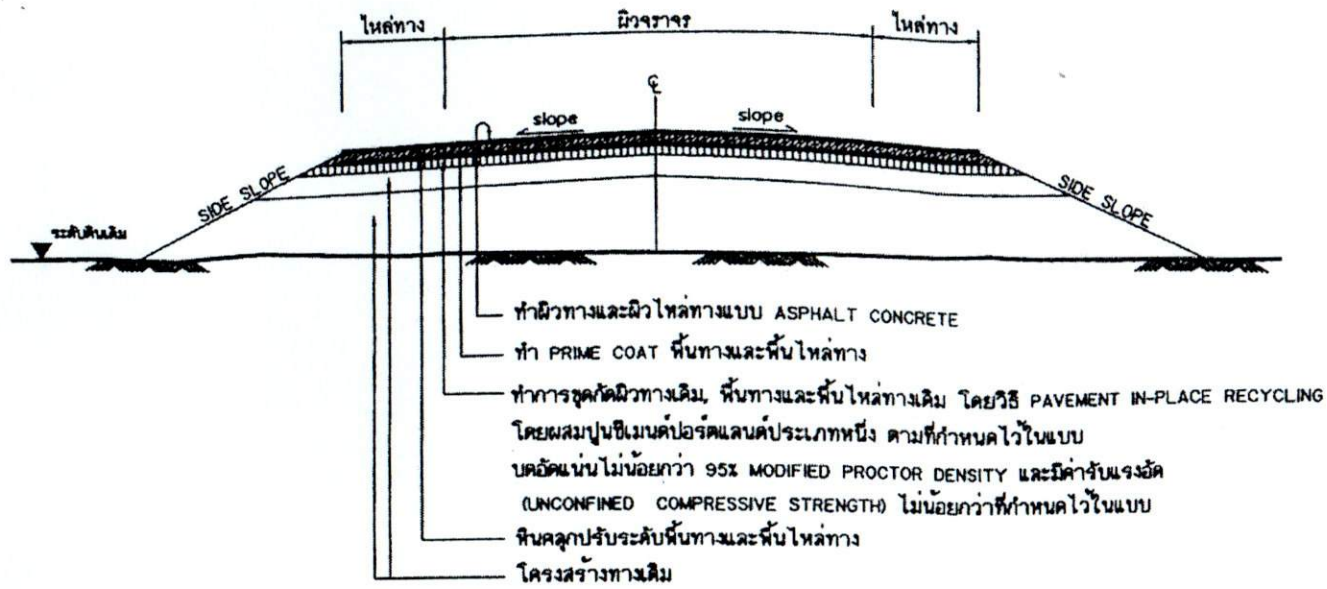 ไหล่ทาง ผิวจราจร ไหล่ทาง
℄
slope slope
SIDE SLOPE SIDE SLOPE
ระดับดินเดิม
ทำผิวทางและผิวไหล่ทางแบบ ASPHALT CONCRETE
ทำ PRIME COAT พื้นทางและพื้นไหล่ทาง
ทำการขุดกัดผิวทางเดิม, พื้นทางและพื้นไหล่ทางเดิม โดยวิธี PAVEMENT IN-PLACE RECYCLING
โดยผสมปูนซีเมนต์ปอร์ตแลนด์ประเภทหนึ่ง ตามที่กำหนดไว้ในแบบ
บดอัดแน่นไม่น้อยกว่า 95% MODIFIED PROCTOR DENSITY และมีค่ารับแรงอัด
(UNCONFINED COMPRESSIVE STRENGTH) ไม่น้อยกว่าที่กำหนดไว้ในแบบ
หินคลุกปรับระดับพื้นทางและพื้นไหล่ทาง
โครงสร้างทางเดิม